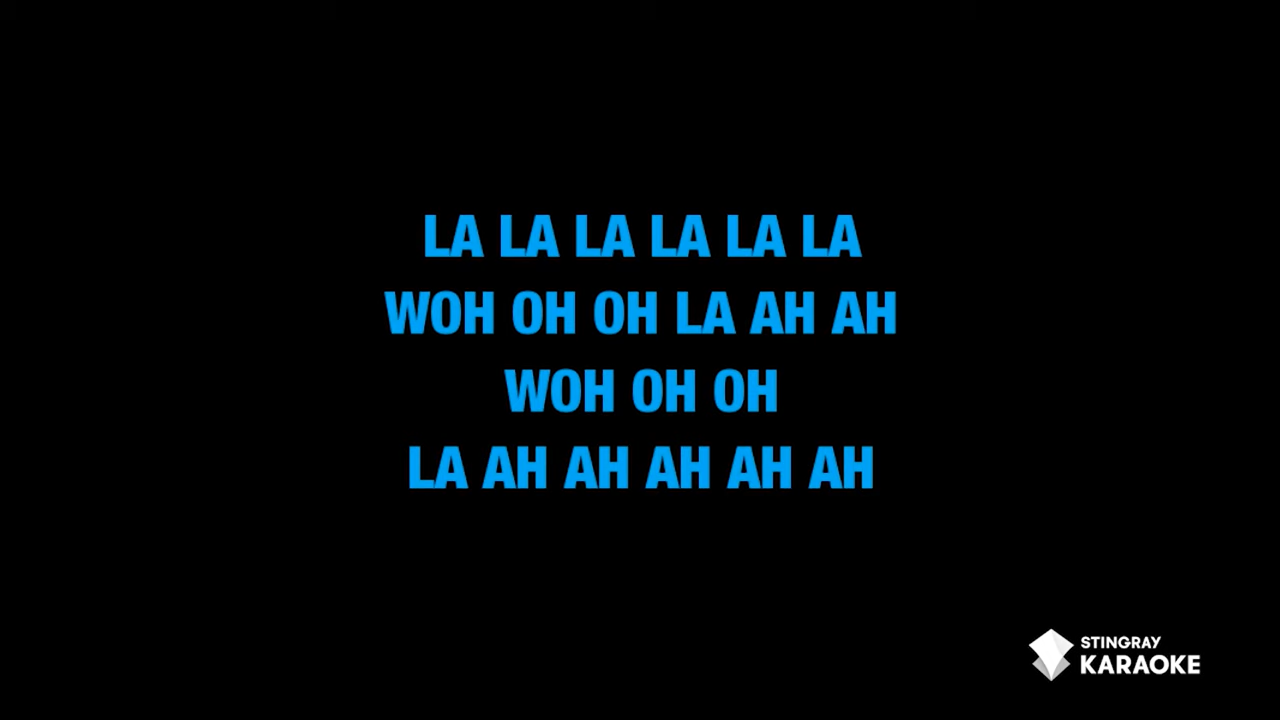 LA LA LA LA LA LA
WOH OH OH LA AH AH
WOH OH OH
LA AH AH AH AH AH
STINGRAY
KARAOKE